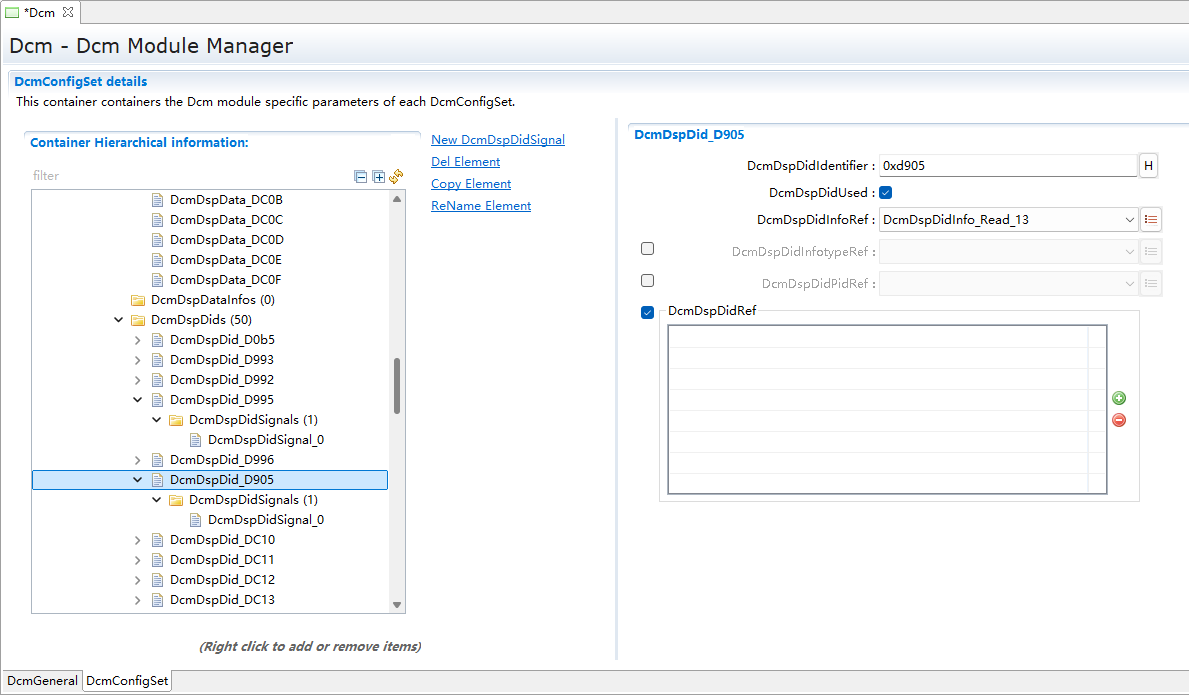 *Dcm
Dcm - Dcm Module Manager
DcmConfigSet details
This container containers the Dcm module specific parameters of each DcmConfigSet.
Container Hierarchical information:
filter
DcmDspData_DC0B
DcmDspData_DC0C
DcmDspData_DC0D
DcmDspData_DC0E
DcmDspData_DC0F
DcmDspDataInfos (0)
DcmDspDids (50)
DcmDspDid_D0b5
DcmDspDid_D993
DcmDspDid_D992
DcmDspDid_D995
DcmDspDidSignals (1)
DcmDspDidSignal_0
DcmDspDid_D996
DcmDspDid_D905
DcmDspDidSignals (1)
DcmDspDidSignal_0
DcmDspDid_DC10
DcmDspDid_DC11
DcmDspDid_DC12
DcmDspDid_DC13
(Right click to add or remove items)
New DcmDspDidSignal
Del Element
Copy Element
ReName Element
DcmDspDid_D905
DcmDspDidIdentifier : 0xd905 H
DcmDspDidUsed :
DcmDspDidInfoRef : DcmDspDidInfo_Read_13
DcmDspDidInfotypeRef :
DcmDspDidPidRef :
DcmDspDidRef
DcmGeneral DcmConfigSet